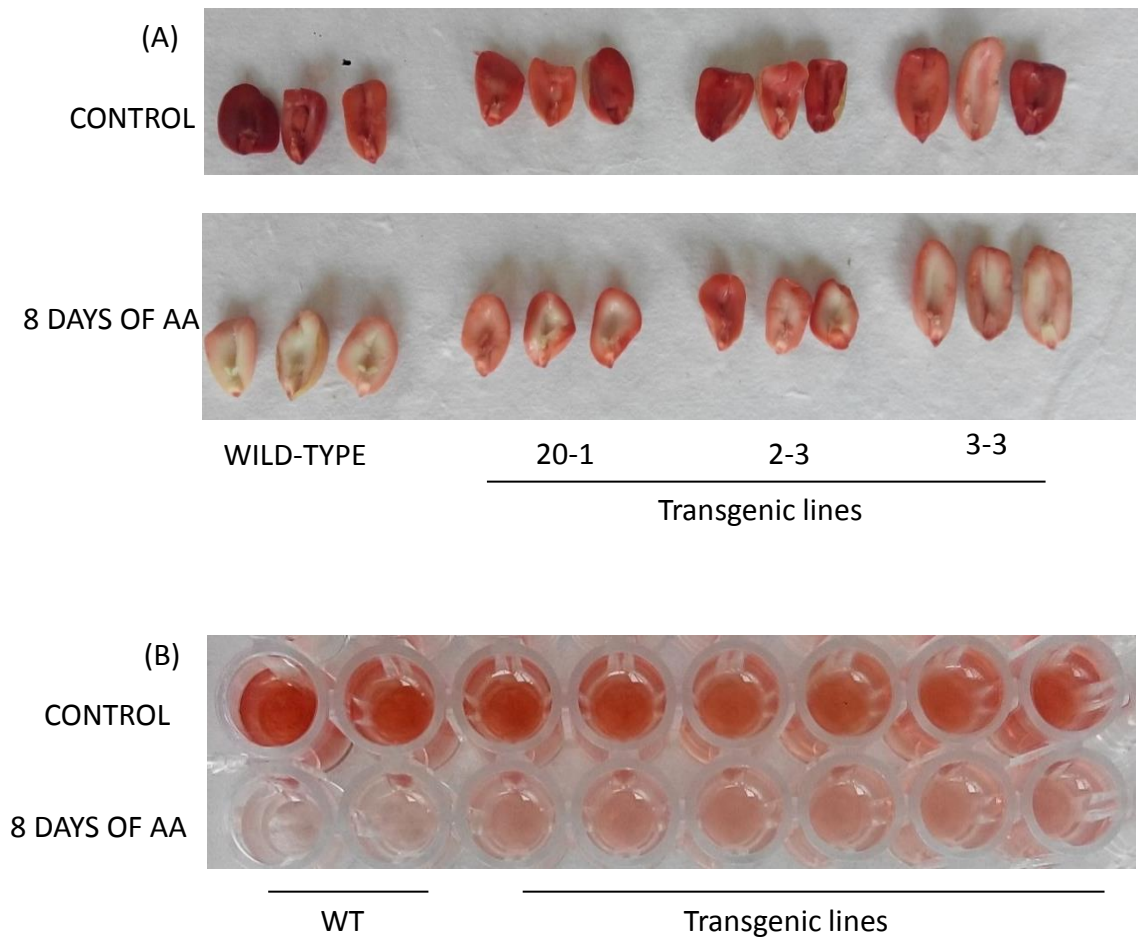 (A)
CONTROL
8 DAYS OF AA
WILD-TYPE 20-1 2-3 3-3
Transgenic lines
(B)
CONTROL
8 DAYS OF AA
WT Transgenic lines